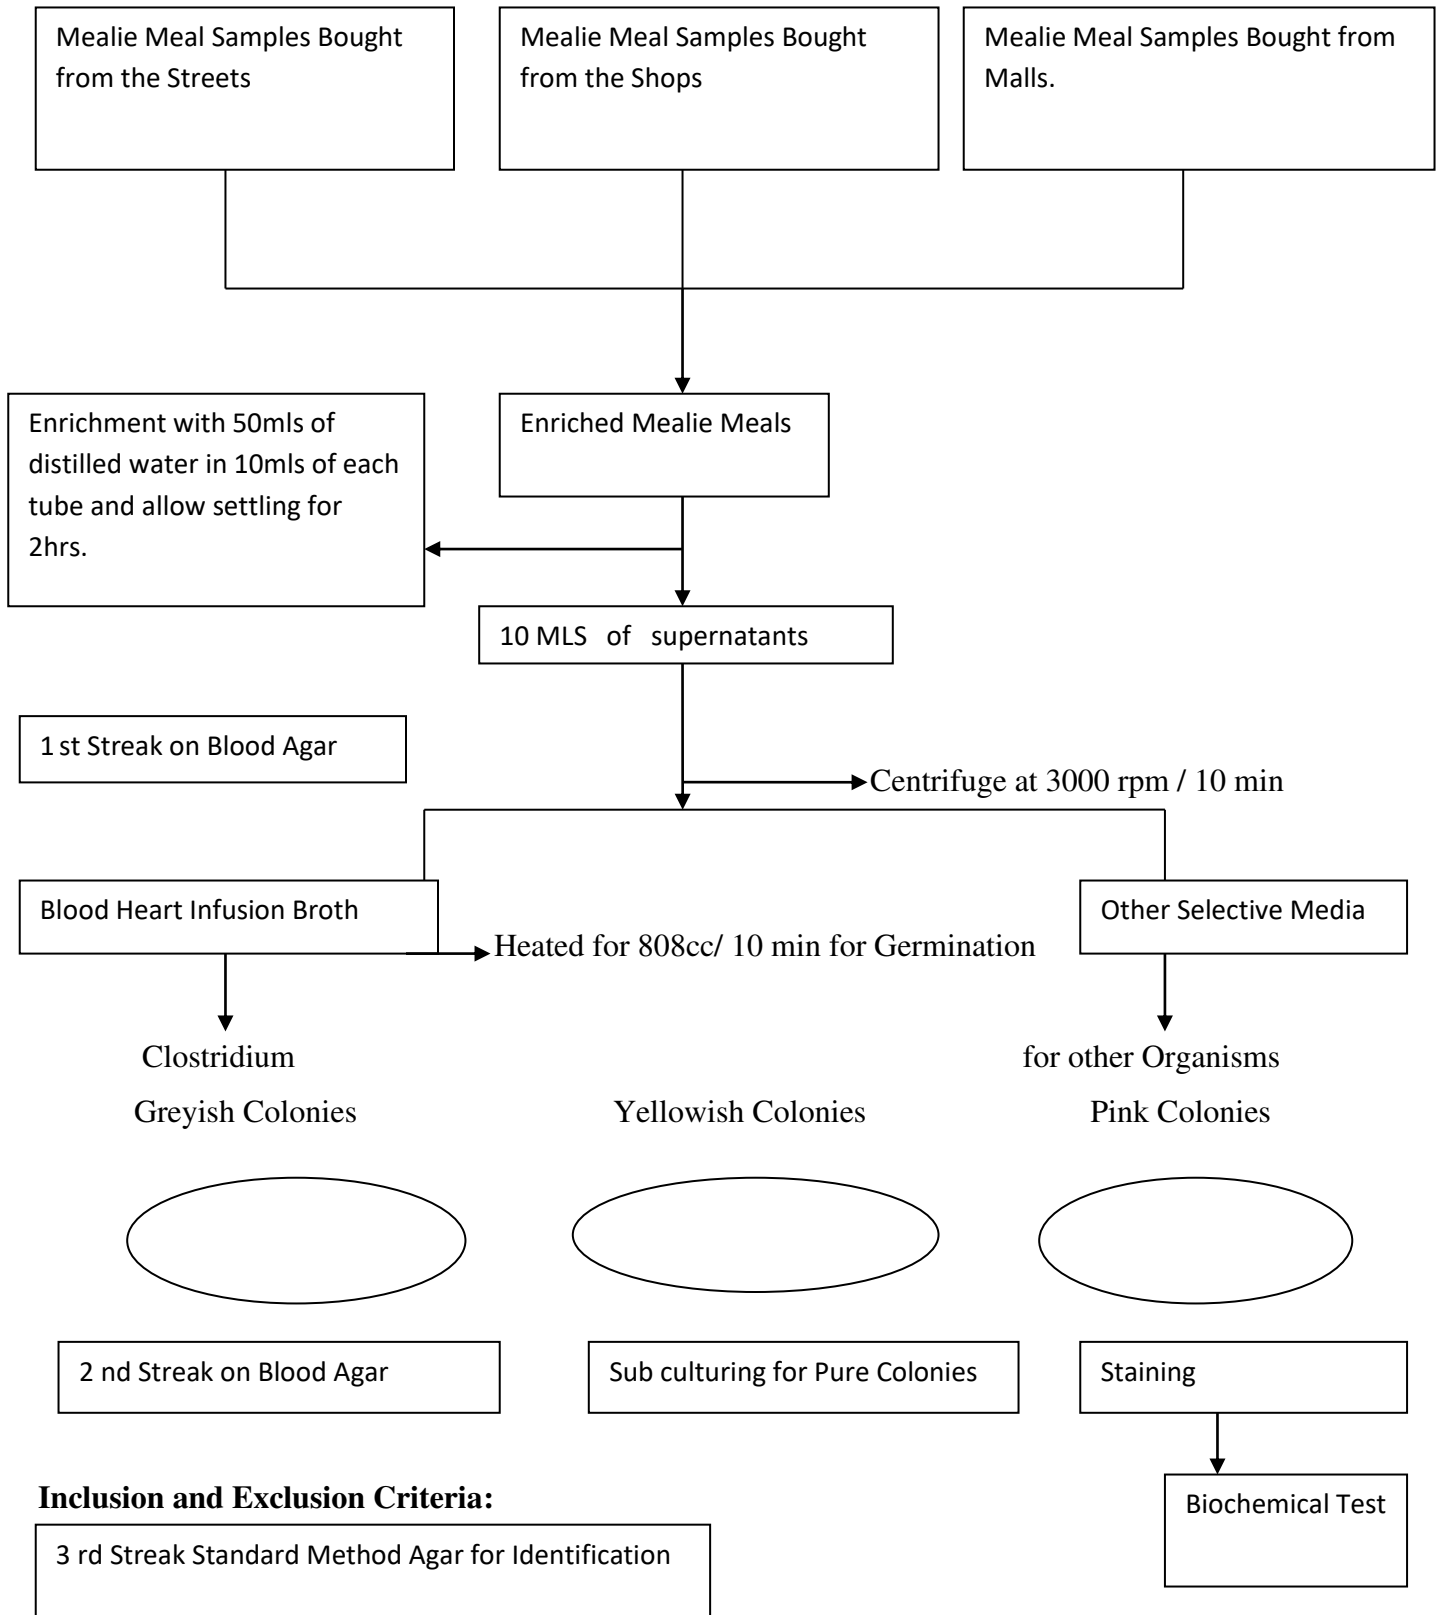 Mealie Meal Samples Bought
from the Streets
Mealie Meal Samples Bought
from the Shops
Mealie Meal Samples Bought from
Malls.
Enrichment with 50mls of
distilled water in 10mls of each
tube and allow settling for
2hrs.
Enriched Mealie Meals
10 MLS of supernatants
1 st Streak on Blood Agar
Centrifuge at 3000 rpm / 10 min
Blood Heart Infusion Broth
Heated for 808cc/ 10 min for Germination
Other Selective Media
Clostridium
for other Organisms
Greyish Colonies
Yellowish Colonies
Pink Colonies
2 nd Streak on Blood Agar
Sub culturing for Pure Colonies
Staining
Inclusion and Exclusion Criteria:
Biochemical Test
3 rd Streak Standard Method Agar for Identification